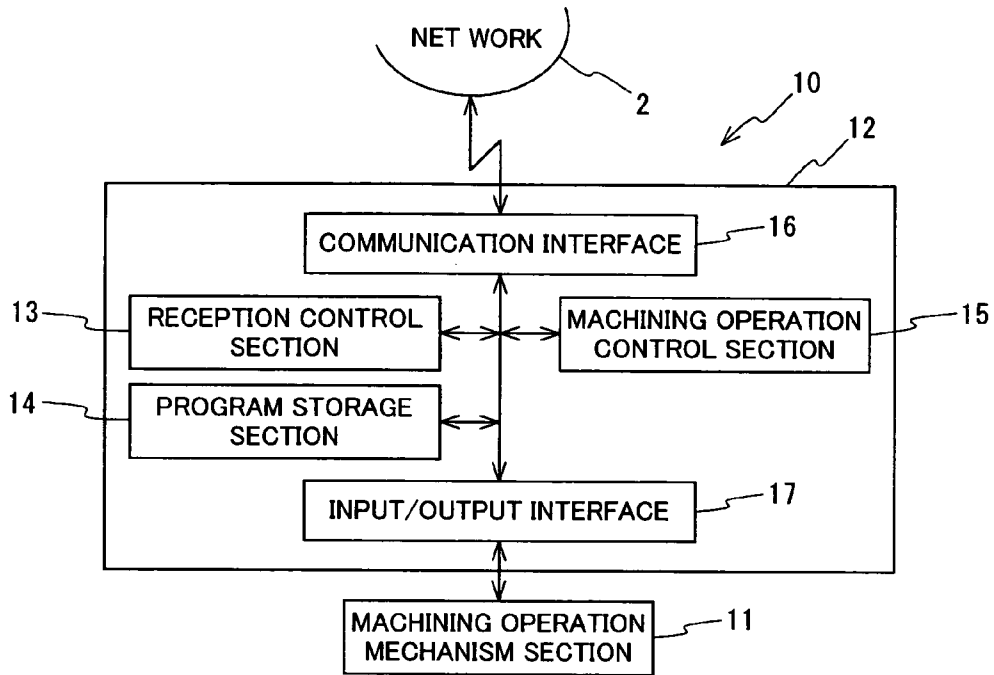 NET WORK
2
10
12
COMMUNICATION INTERFACE
16
13
RECEPTION CONTROL
SECTION
MACHINING OPERATION
CONTROL SECTION
15
14
PROGRAM STORAGE
SECTION
INPUT/OUTPUT INTERFACE
17
MACHINING OPERATION
MECHANISM SECTION
11